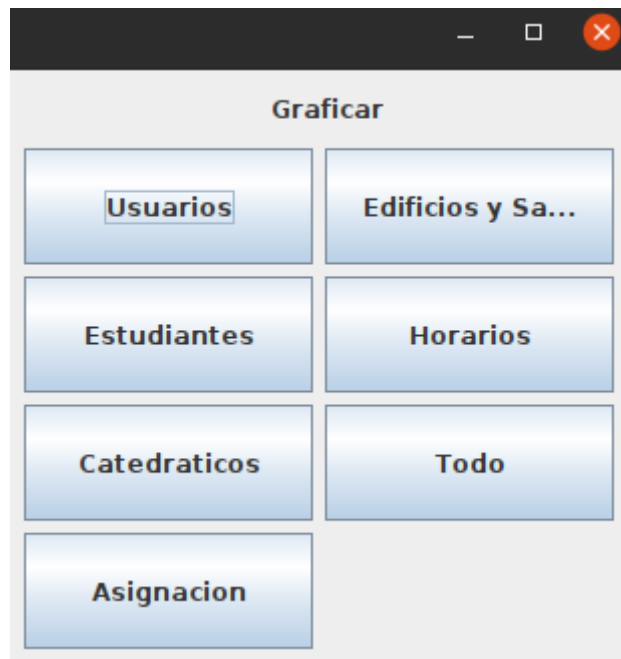 Graficar
Usuarios
Edificios y Sa...
Estudiantes
Horarios
Catedraticos
Todo
Asignacion